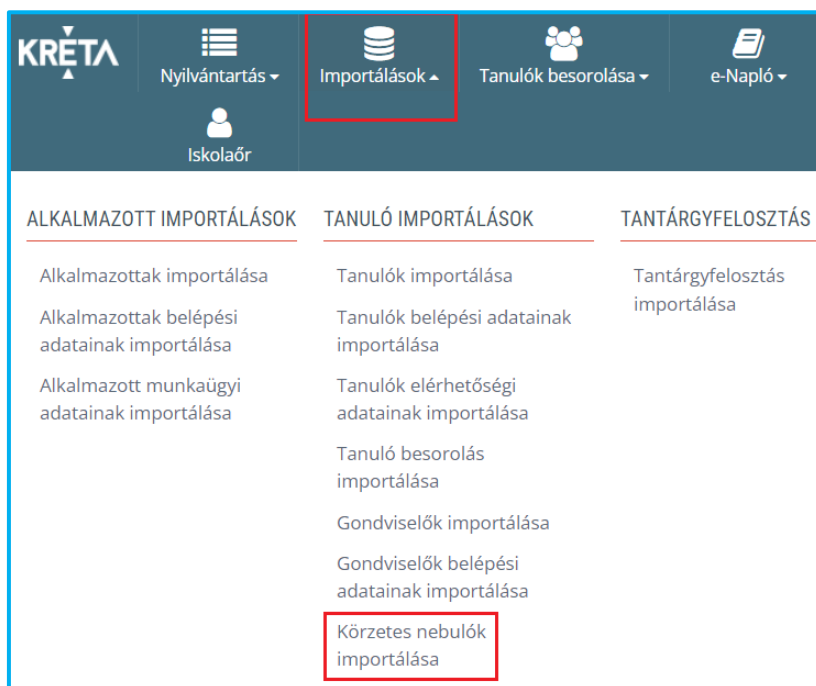 KRÉTA
Nyilvántartás
Importálások
Tanulók besorolása
e-Napló
Iskolaőr
ALKALMAZOTT IMPORTÁLÁSOK
Alkalmazottak importálása
Alkalmazottak belépési
adatainak importálása
Alkalmazott munkaügyi
adatainak importálása
TANULÓ IMPORTÁLÁSOK
Tanulók importálása
Tanulók belépési adatainak
importálása
Tanulók elérhetőségi
adatainak importálása
Tanuló besorolás
importálása
Gondviselők importálása
Gondviselők belépési
adatainak importálása
Körzetes nebulók
importálása
TANTÁRGYFELOSZTÁS
Tantárgyfelosztás
importálása